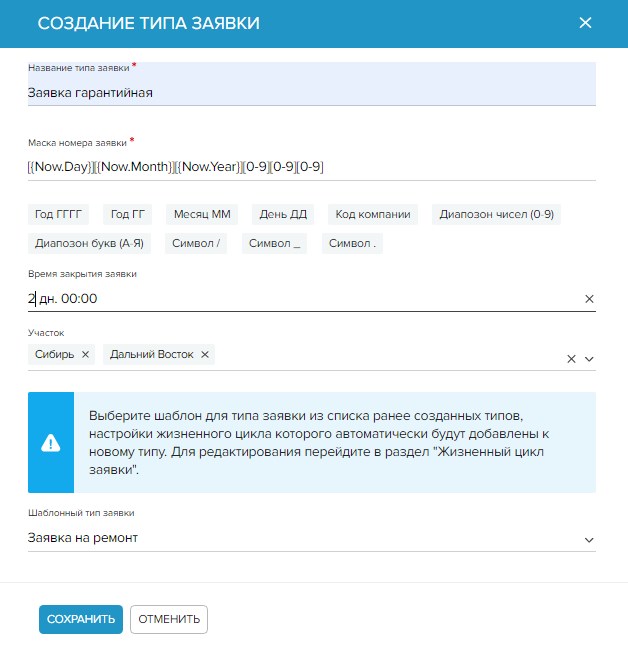 СОЗДАНИЕ ТИПА ЗАЯВКИ
Название типа заявки *
Заявка гарантийная
Маска номера заявки *
[{Now.Day}][{Now.Month}][{Now.Year}][0-9][0-9][0-9]
Год ГГГГ Год ГГ Месяц ММ День ДД Код компании Диапозон чисел (0-9)
Диапозон букв (А-Я) Символ / Символ _ Символ .
Время закрытия заявки
2 дн. 00:00
Участок
Сибирь × Дальний Восток ×
Выберите шаблон для типа заявки из списка ранее созданных типов,
настройки жизненного цикла которого автоматически будут добавлены к
новому типу. Для редактирования перейдите в раздел "Жизненный цикл
заявки".
Шаблонный тип заявки
Заявка на ремонт
СОХРАНИТЬ ОТМЕНИТЬ